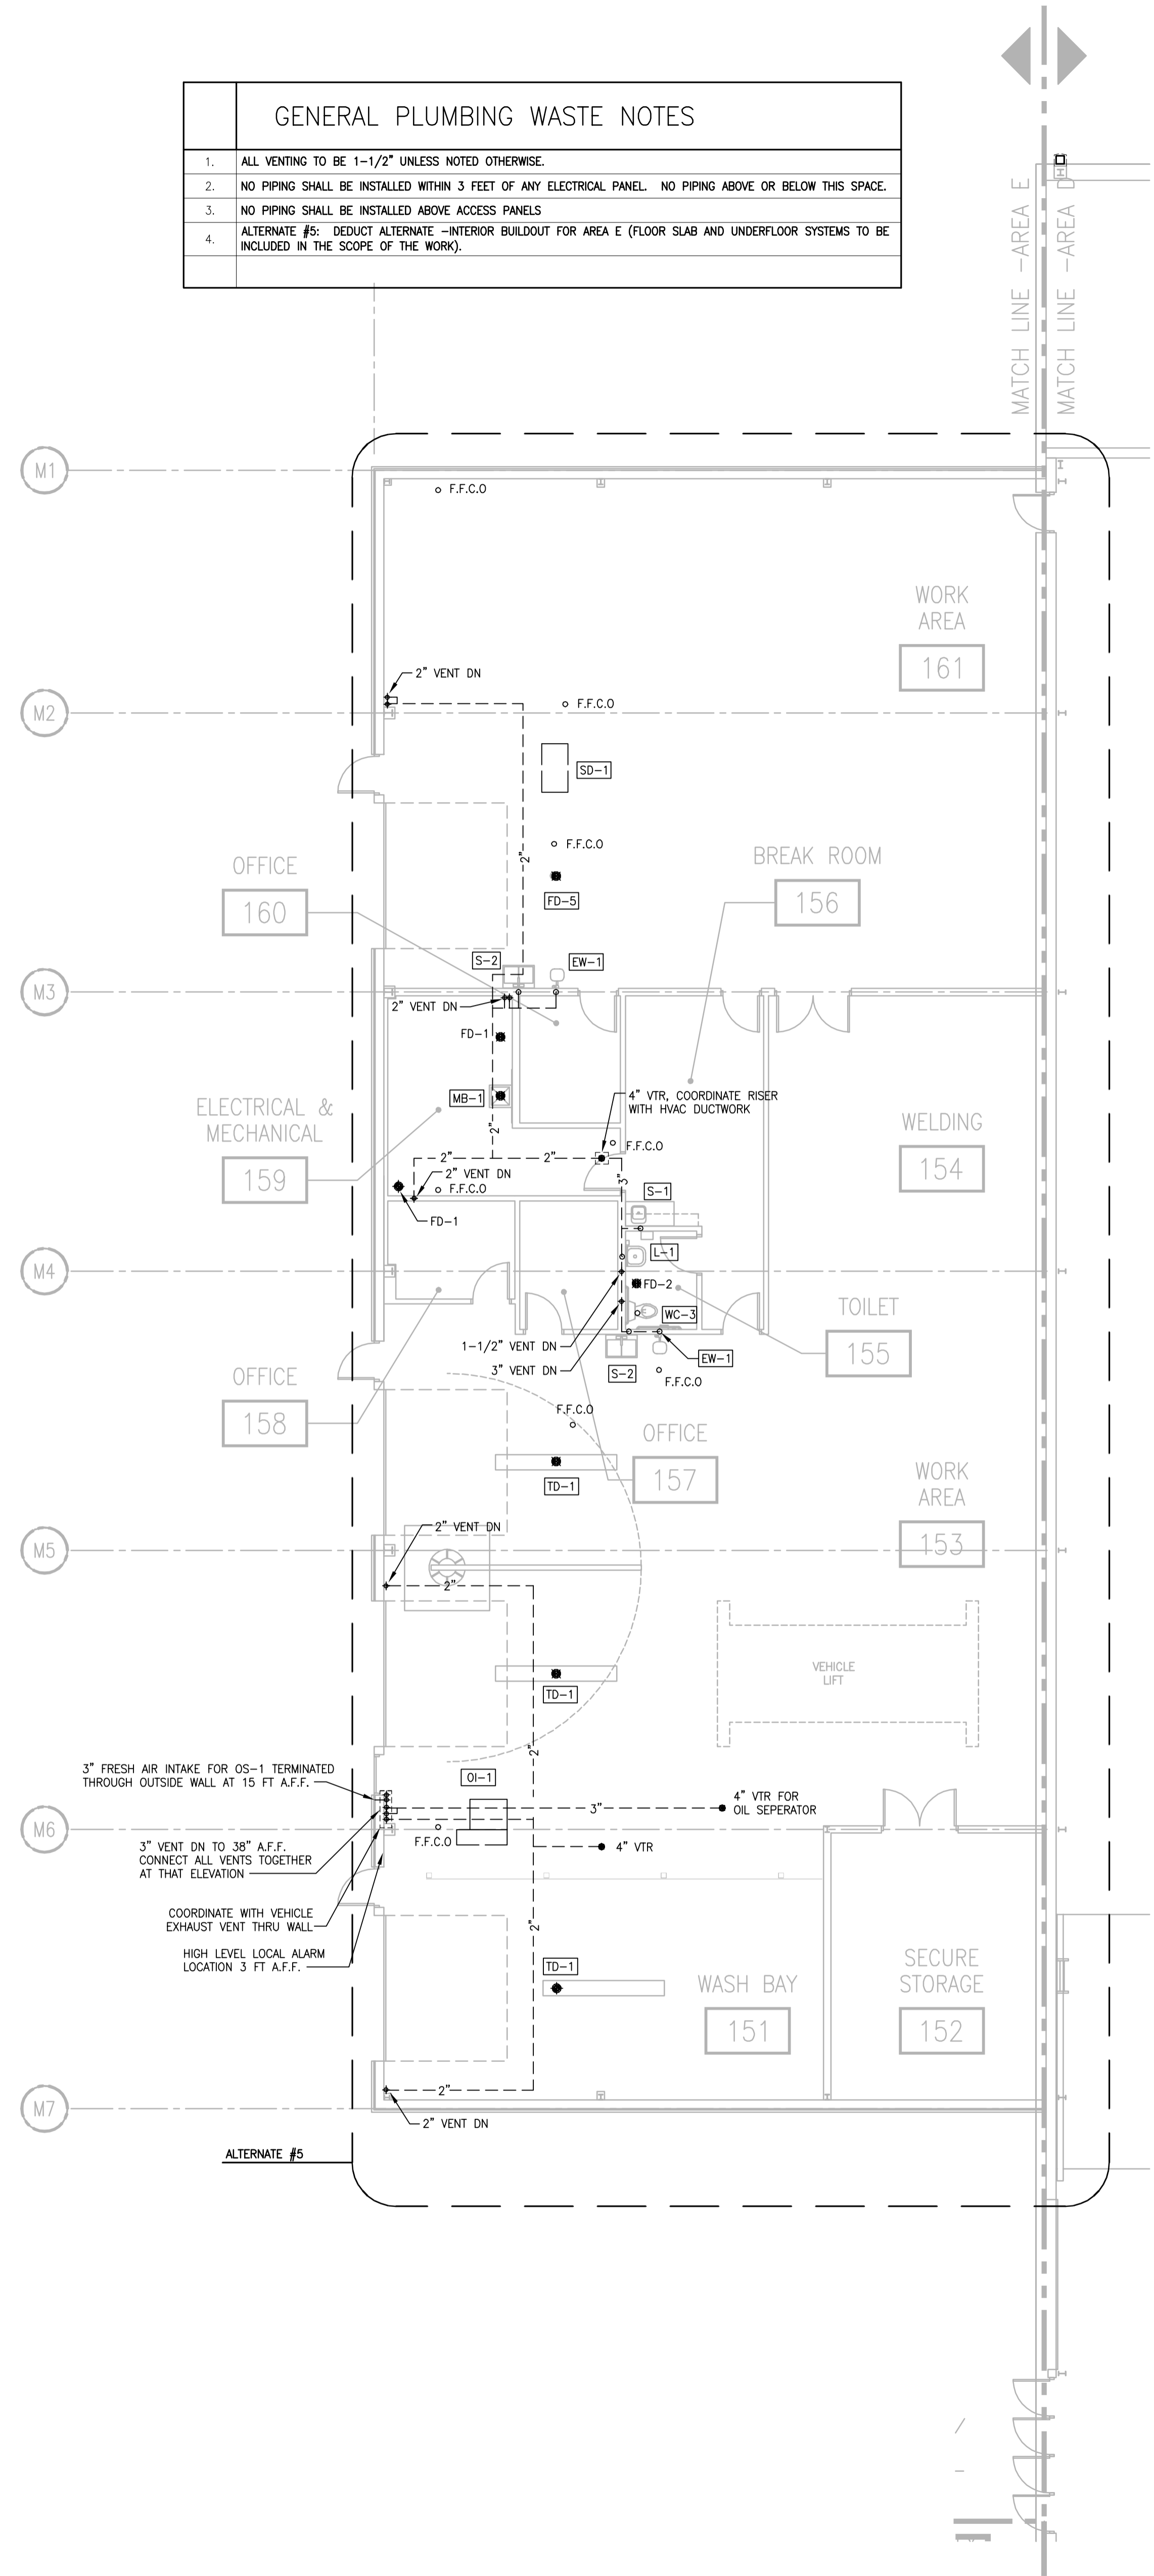 GENERAL PLUMBING WASTE NOTES
1. ALL VENTING TO BE 1-1/2" UNLESS NOTED OTHERWISE.
2. NO PIPING SHALL BE INSTALLED WITHIN 3 FEET OF ANY ELECTRICAL PANEL. NO PIPING ABOVE OR BELOW THIS SPACE.
3. NO PIPING SHALL BE INSTALLED ABOVE ACCESS PANELS
4. ALTERNATE #5: DEDUCT ALTERNATE -INTERIOR BUILDOUT FOR AREA E (FLOOR SLAB AND UNDERFLOOR SYSTEMS TO BE
INCLUDED IN THE SCOPE OF THE WORK).
MATCH LINE -AREA E
MATCH LINE -AREA D
M1
F.F.C.O
WORK
AREA
161
2" VENT DN
M2
F.F.C.O
SD-1
F.F.C.O
2"
FD-5
OFFICE
160
BREAK ROOM
156
S-2
EW-1
M3
2" VENT DN
FD-1
MB-1
4" VTR, COORDINATE RISER
WITH HVAC DUCTWORK
ELECTRICAL &
MECHANICAL
159
WELDING
154
2"
F.F.C.O
2"
2"
2" VENT DN
3"
F.F.C.O
S-1
FD-1
L-1
M4
FD-2
WC-3
TOILET
155
1-1/2" VENT DN
3" VENT DN
EW-1
S-2
F.F.C.O
OFFICE
158
F.F.C.O
OFFICE
157
TD-1
WORK
AREA
153
2" VENT DN
M5
2"
VEHICLE
LIFT
TD-1
2"
3" FRESH AIR INTAKE FOR OS-1 TERMINATED
THROUGH OUTSIDE WALL AT 15 FT A.F.F.
OI-1
3"
4" VTR FOR
OIL SEPERATOR
M6
F.F.C.O
4" VTR
3" VENT DN TO 38" A.F.F.
CONNECT ALL VENTS TOGETHER
AT THAT ELEVATION
COORDINATE WITH VEHICLE
EXHAUST VENT THRU WALL
2"
HIGH LEVEL LOCAL ALARM
LOCATION 3 FT A.F.F.
TD-1
WASH BAY
151
SECURE
STORAGE
152
2"
M7
2" VENT DN
ALTERNATE #5